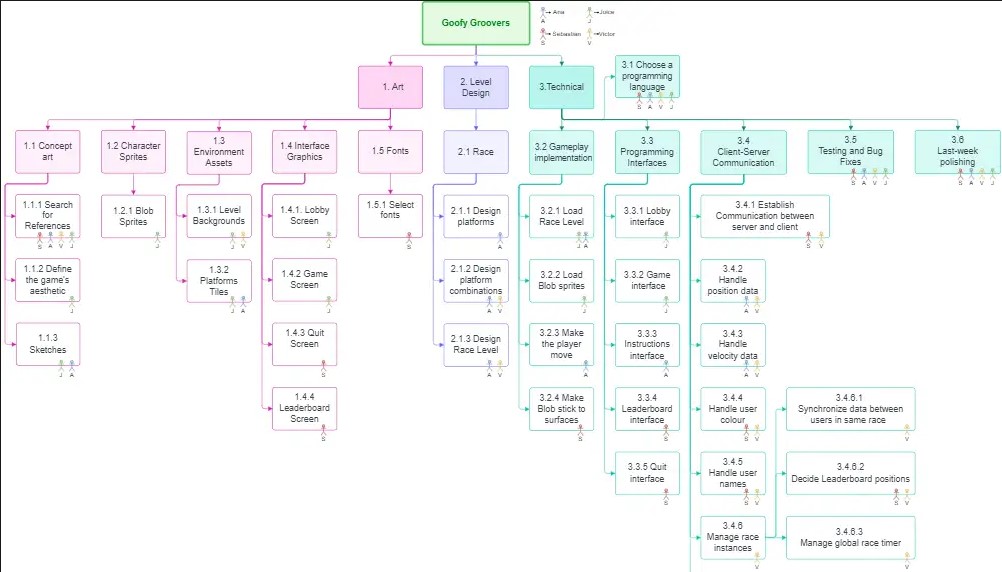 Goofy Groovers
Aina
A
Juice
J
Sebastian
S
Victor
V
1. Art
2. Level
Design
3.Technical
3.1 Choose a
programming
language
S A V J
1.1 Concept
art
1.2 Character
Sprites
1.3
Environment
Assets
1.4 Interface
Graphics
1.5 Fonts
2.1 Race
3.2 Gameplay
implementation
3.3
Programming
Interfaces
3.4
Client-Server
Communication
3.5
Testing and Bug
Fixes
S A V J
3.6
Last-week
polishing
S A V J
1.1.1 Search
for
References
S A V J
1.2.1 Blob
Sprites
J
1.3.1 Level
Backgrounds
J V
1.4.1. Lobby
Screen
J
1.5.1 Select
fonts
S
2.1.1 Design
platforms
A
3.2.1 Load
Race Level
J A
3.3.1 Lobby
interface
J
3.4.1 Establish
Communication between
server and client
S V
1.1.2 Define
the game's
aesthetic
J
1.3.2
Platforms
Tiles
J A
1.4.2 Game
Screen
J
2.1.2 Design
platform
combinations
A V
3.2.2 Load
Blob sprites
J
3.3.2 Game
interface
J
3.4.2
Handle
position data
A V
1.1.3
Sketches
J A
1.4.3 Quit
Screen
S
2.1.3 Design
Race Level
A V
3.2.3 Make
the player
move
A
3.3.3
Instructions
interface
A
3.4.3
Handle
velocity data
A V
1.4.4
Leaderboard
Screen
S
3.2.4 Make
Blob stick to
surfaces
S
3.3.4
Leaderboard
interface
S
3.4.4
Handle user
colour
S V
3.4.6.1
Synchronize data between
users in same race
V
3.3.5 Quit
interface
S
3.4.5
Handle user
names
S V
3.4.6.2
Decide Leaderboard positions
S V
3.4.6
Manage race
instances
V
3.4.6.3
Manage global race timer
V